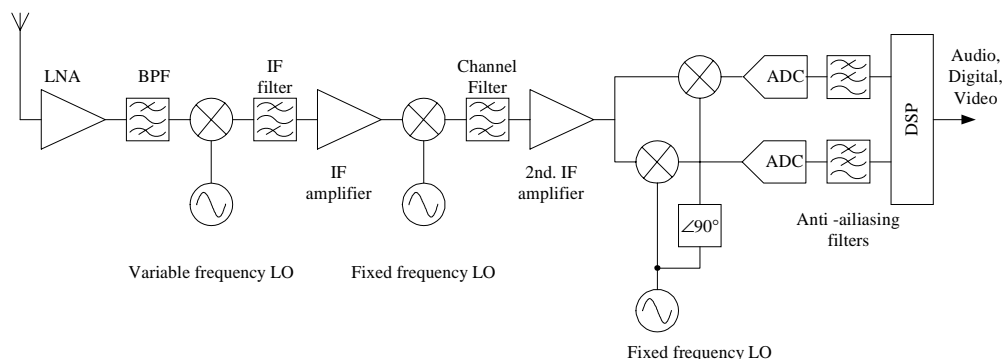 LNA
BPF
IF
filter
IF
amplifier
Channel
Filter
2nd. IF
amplifier
ADC
ADC
∠90°
DSP
Audio,
Digital,
Video
Anti -ailiasing
filters
Variable frequency LO
Fixed frequency LO
Fixed frequency LO